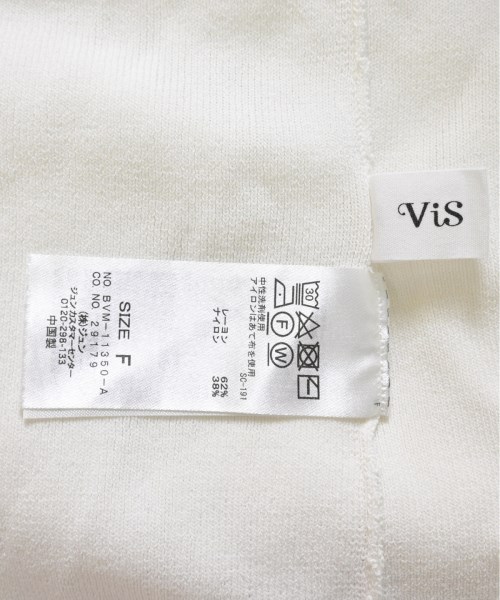 ViS
30
F
W
中性洗剤使用
アイロンはあて布を使用
SO-191
レーヨン 62%
ナイロン 38%
SIZE F
NO. BVM-11350-A
CO. NO. 29179
(株)ジュン
ジュンカスタマーセンター
0120-298-133
中国製